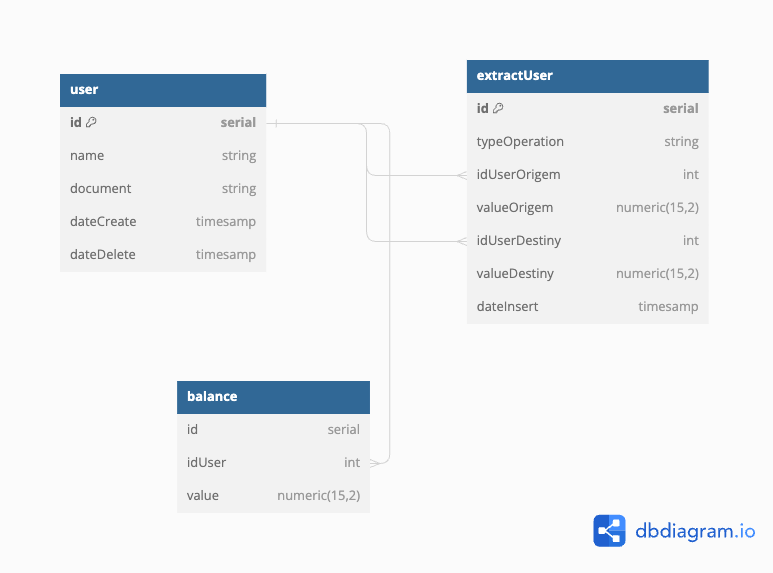 user
id serial
name string
document string
dateCreate timesamp
dateDelete timesamp
extractUser
id serial
typeOperation string
idUserOrigem int
valueOrigem numeric(15,2)
idUserDestiny int
valueDestiny numeric(15,2)
dateInsert timesamp
balance
id serial
idUser int
value numeric(15,2)
dbdiagram.io